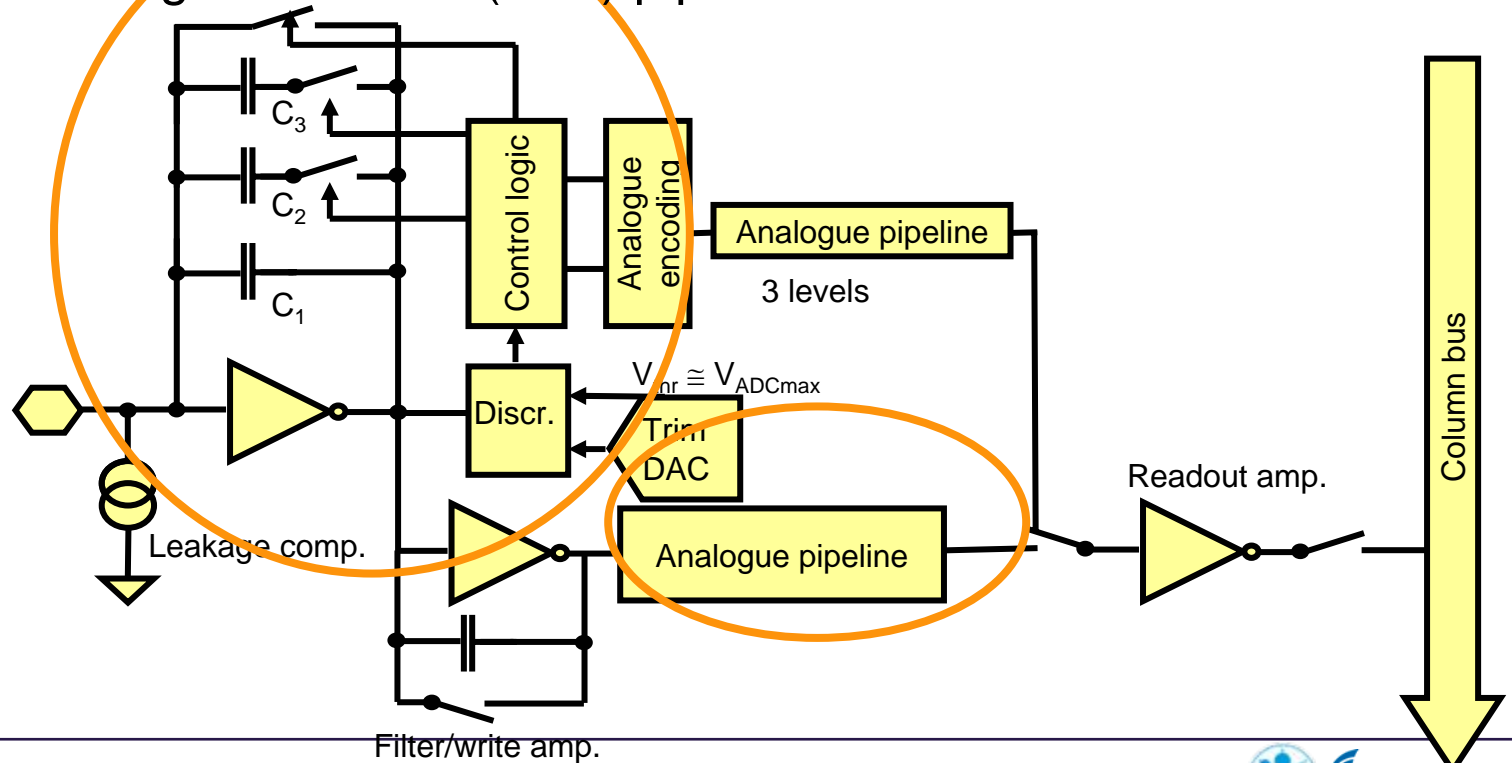 C3
C2
C1
Control logic
Analogue
encoding
Analogue pipeline
3 levels
Discr.
≅ VADCmax
Trim
DAC
Leakage comp.
Analogue pipeline
Readout amp.
Column bus
Filter/write amp.